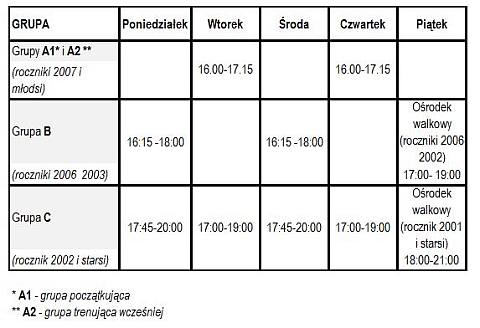 GRUPA Poniedziałek Wtorek Środa Czwartek Piątek
Grupy A1* i A2 **
(roczniki 2007 i
młodsi)
16.00-17.15 16.00-17.15
Grupa B
(roczniki 2006 2003)
16:15 -18:00 16:15 -18:00
Ośrodek
walkowy
(roczniki 2006
2002)
17:00- 19:00
Grupa C
(rocznik 2002 i starsi)
17:45-20:00 17:00-19:00 17:45-20:00 17:00-19:00
Ośrodek
walkowy
(rocznik 2001
i starsi)
18:00-21:00
* A1 - grupa początkująca
** A2 - grupa trenująca wcześniej